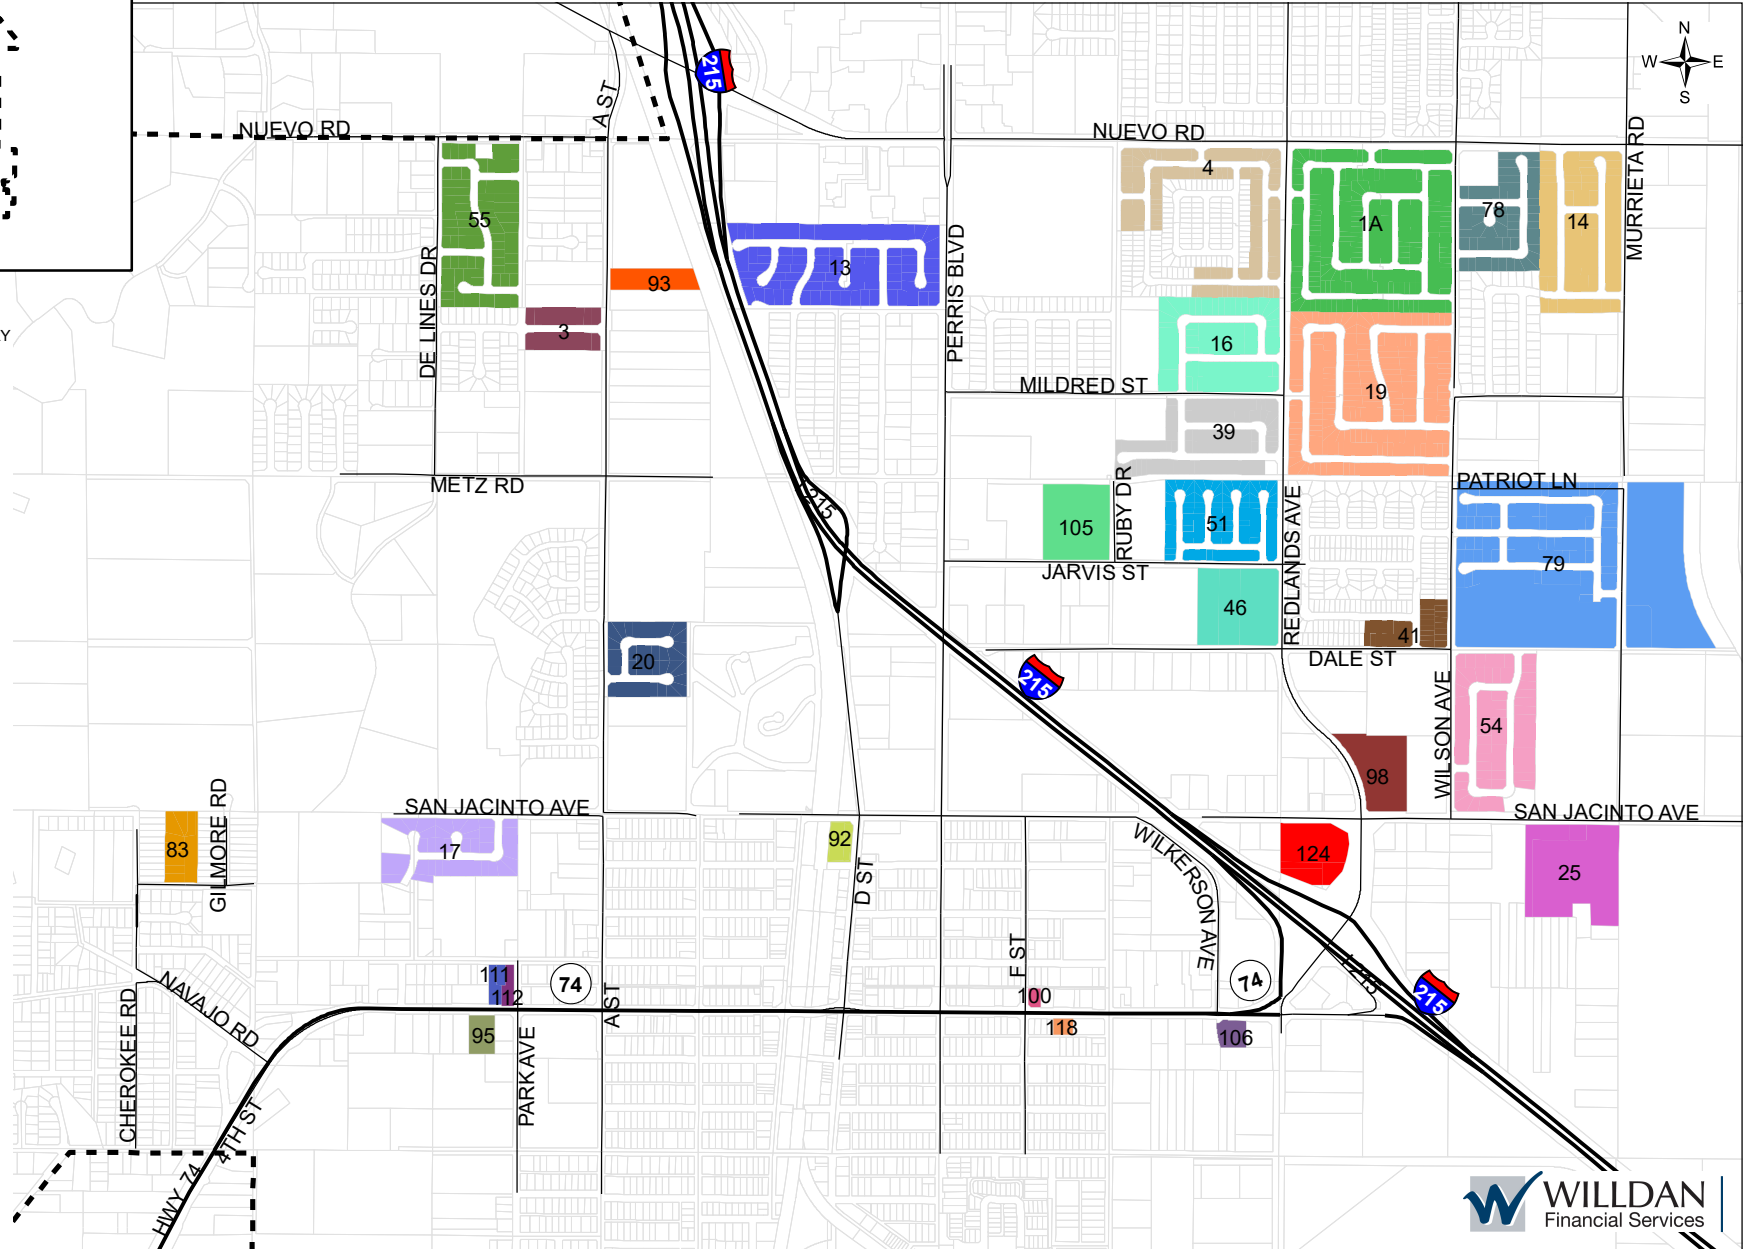 N
W E
S
215
A ST
NUEVO RD
NUEVO RD
MURRIETA RD
4
55
1A
78
14
13
93
DE LINES DR
PERRIS BLVD
3
Y
16
MILDRED ST
19
39
METZ RD
PATRIOT LN
I-215
105
RUBY DR
51
REDLANDS AVE
JARVIS ST
79
46
41
20
DALE ST
215
WILSON AVE
54
98
GILMORE RD
SAN JACINTO AVE
SAN JACINTO AVE
83
17
92
D ST
WILKERSON AVE
124
25
F ST
111
112
74
A ST
100
74
I-215
215
NAVAJO RD
CHEROKEE RD
95
PARK AVE
118
106
4TH ST
HWY 74
WILLDAN
Financial Services